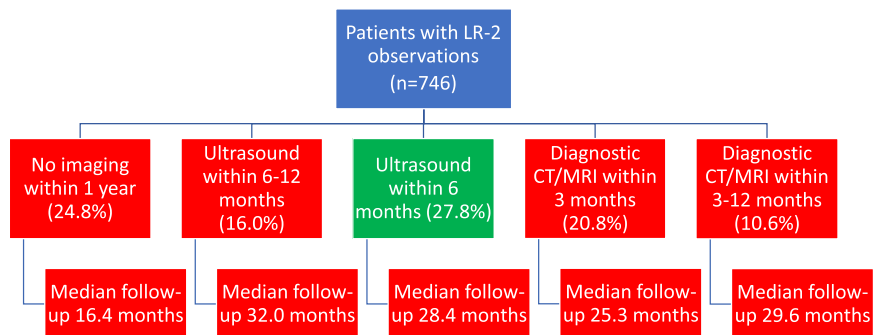 Patients with LR-2
observations
(n=746)
No imaging
within 1 year
(24.8%)
Ultrasound
within 6-12
months
(16.0%)
Ultrasound
within 6
months (27.8%)
Diagnostic
CT/MRI within
3 months
(20.8%)
Diagnostic
CT/MRI within
3-12 months
(10.6%)
Median follow-
up 16.4 months
Median follow-
up 32.0 months
Median follow-
up 28.4 months
Median follow-
up 25.3 months
Median follow-
up 29.6 months